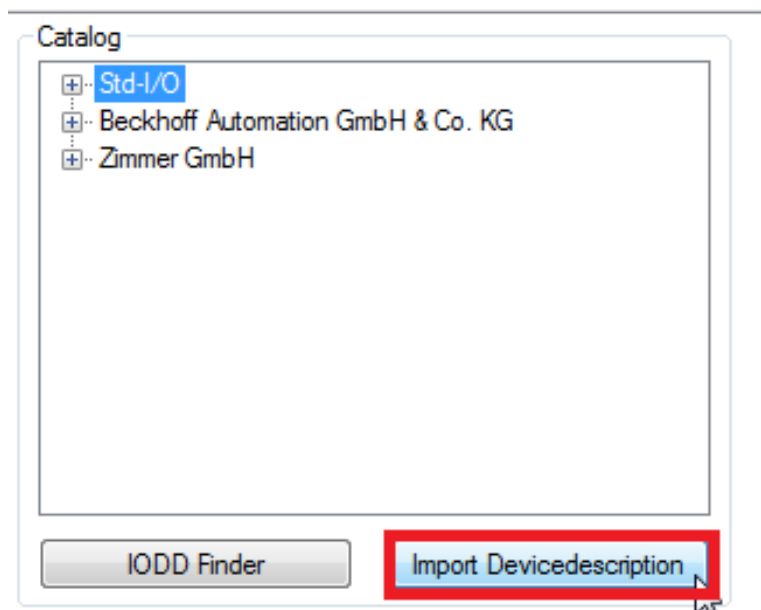 Catalog
Std-I/O
Beckhoff Automation GmbH & Co. KG
Zimmer GmbH
IODD Finder
Import Devicedescription